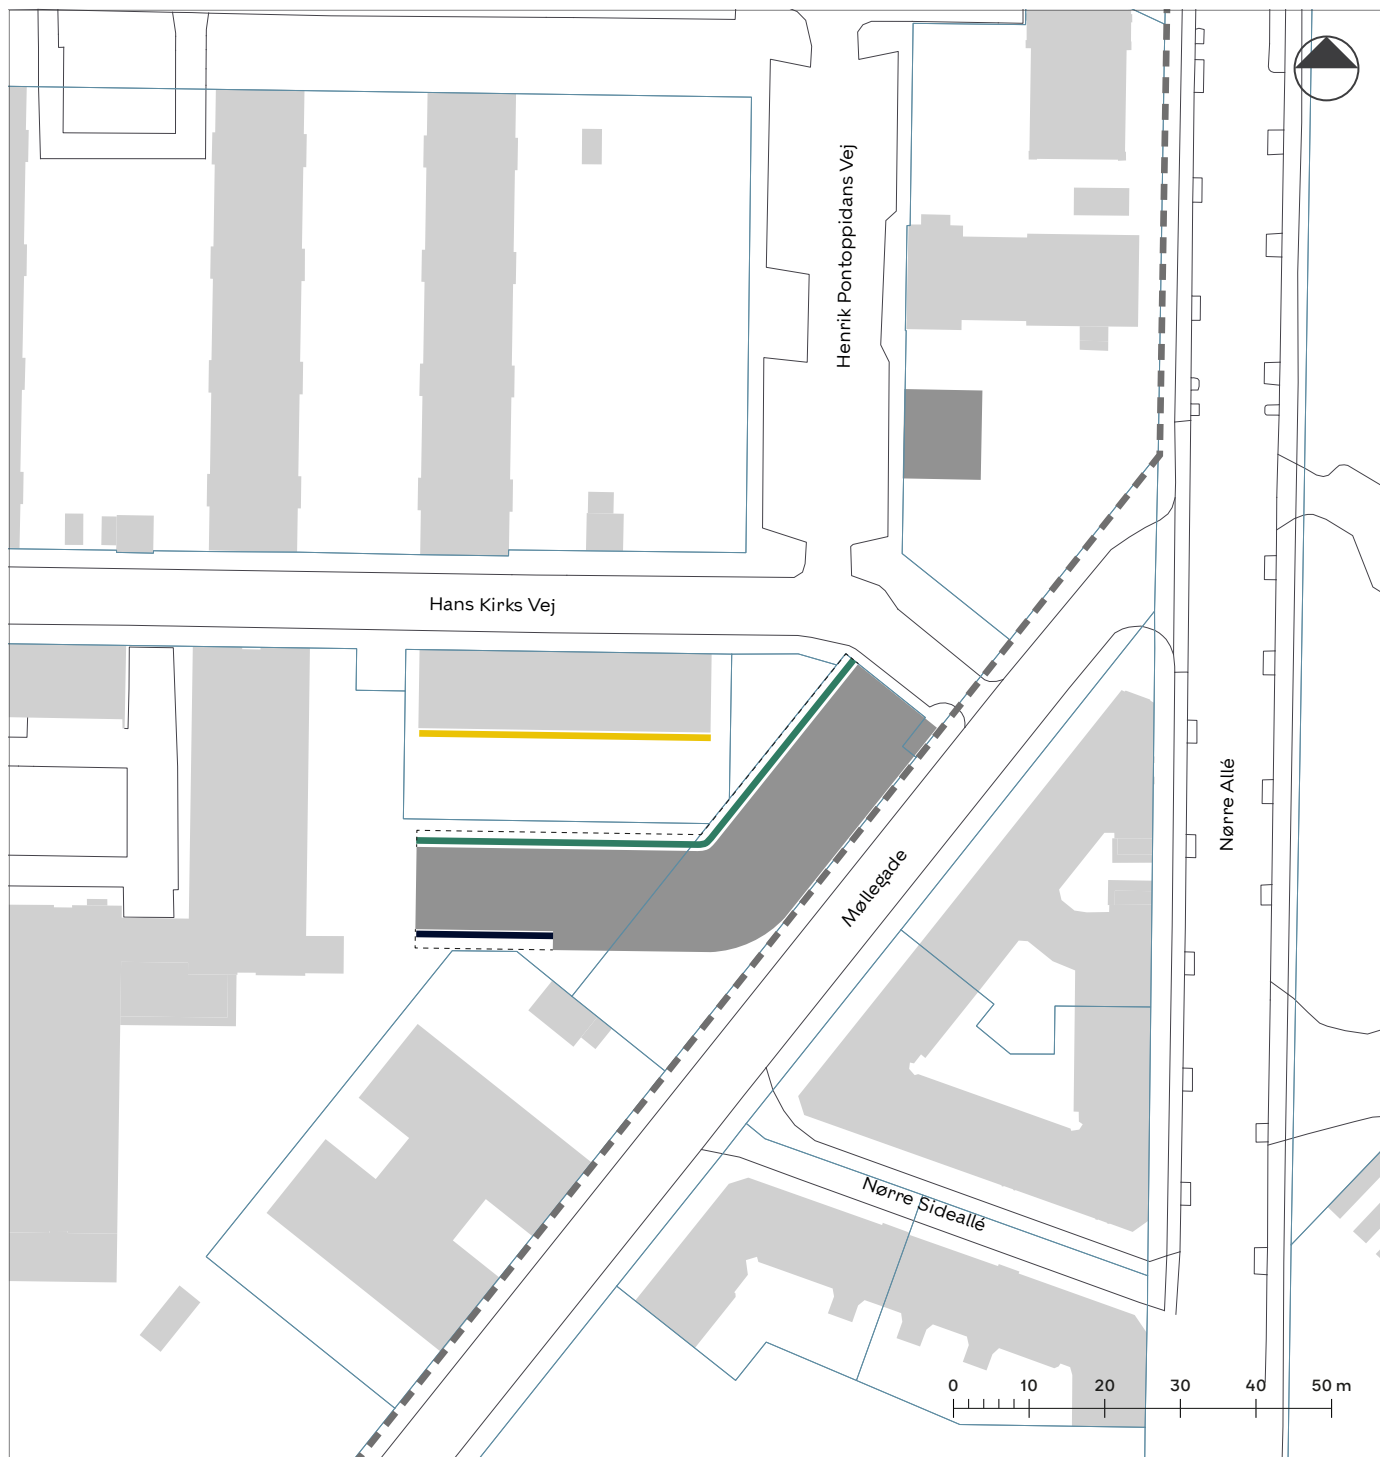 Henrik Pontoppidans Vej
Hans Kirks Vej
Nørre Allé
Møllegade
Nørre Sideallé
0 10 20 30 40 50 m